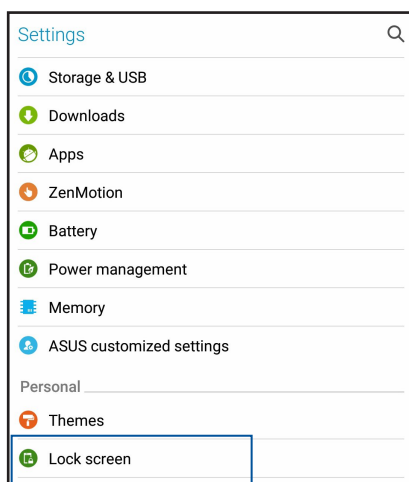 Settings
Storage & USB
Downloads
Apps
ZenMotion
Battery
Power management
Memory
ASUS customized settings
Personal
Themes
Lock screen